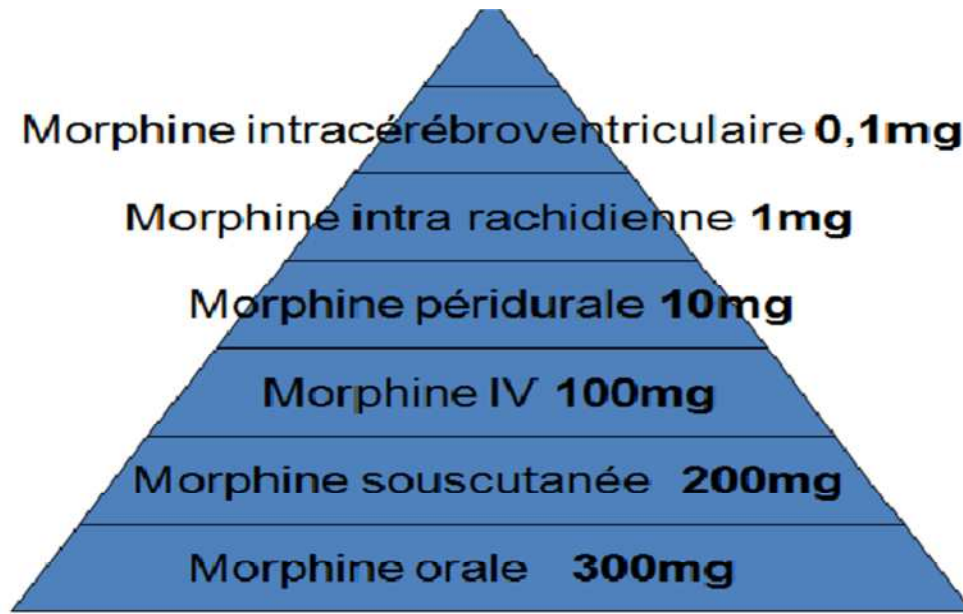 Morphine intracérébroventriculaire 0,1mg
Morphine intra rachidienne 1mg
Morphine péridurale 10mg
Morphine IV 100mg
Morphine souscutanée 200mg
Morphine orale 300mg